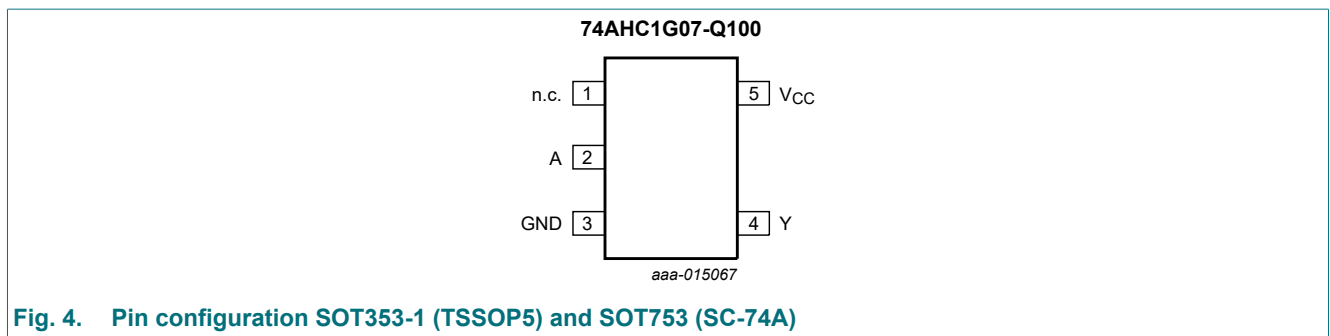 74AHC1G07-Q100
n.c. 1 5 VCC
A 2
GND 3 4 Y
aaa-015067
Fig. 4. Pin configuration SOT353-1 (TSSOP5) and SOT753 (SC-74A)